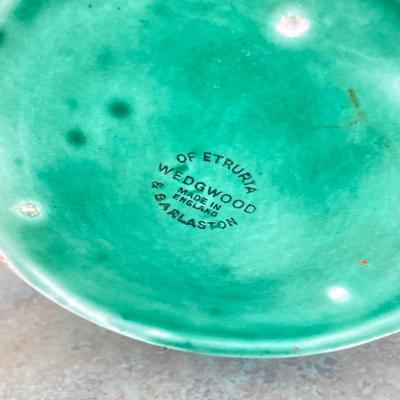 OF ETRURIA
WEDGWOOD
MADE IN
ENGLAND
& BARLASTON